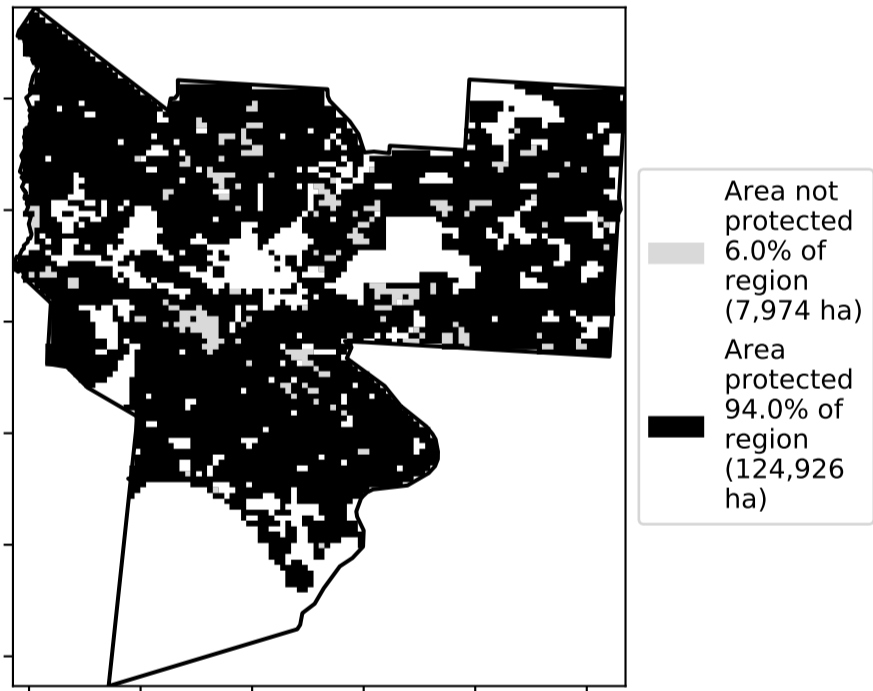 Area not
protected
6.0% of
region
(7,974 ha)
Area
protected
94.0% of
region
(124,926
ha)